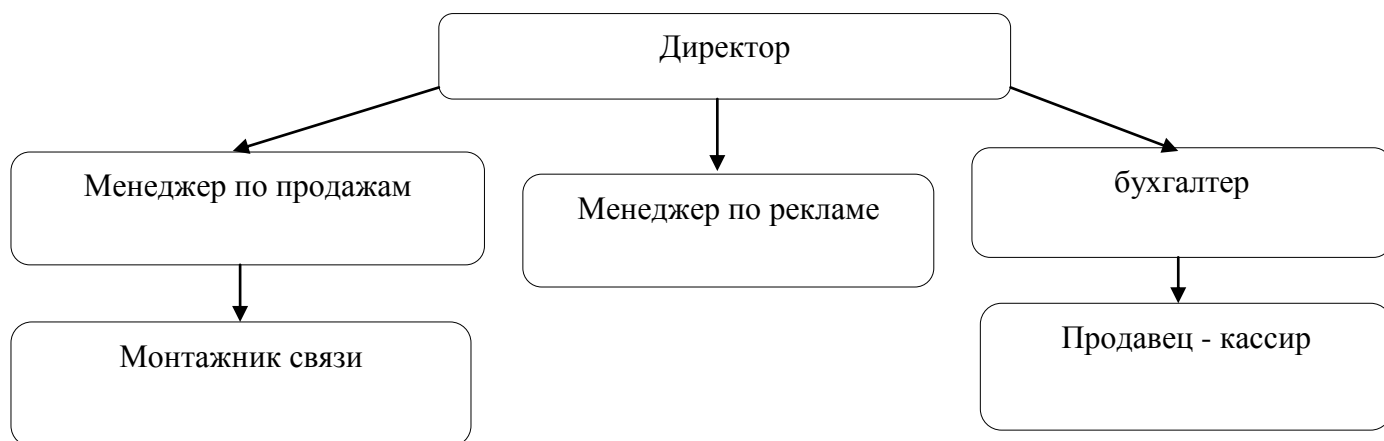 Директор
Менеджер по продажам
Менеджер по рекламе
бухгалтер
Монтажник связи
Продавец - кассир